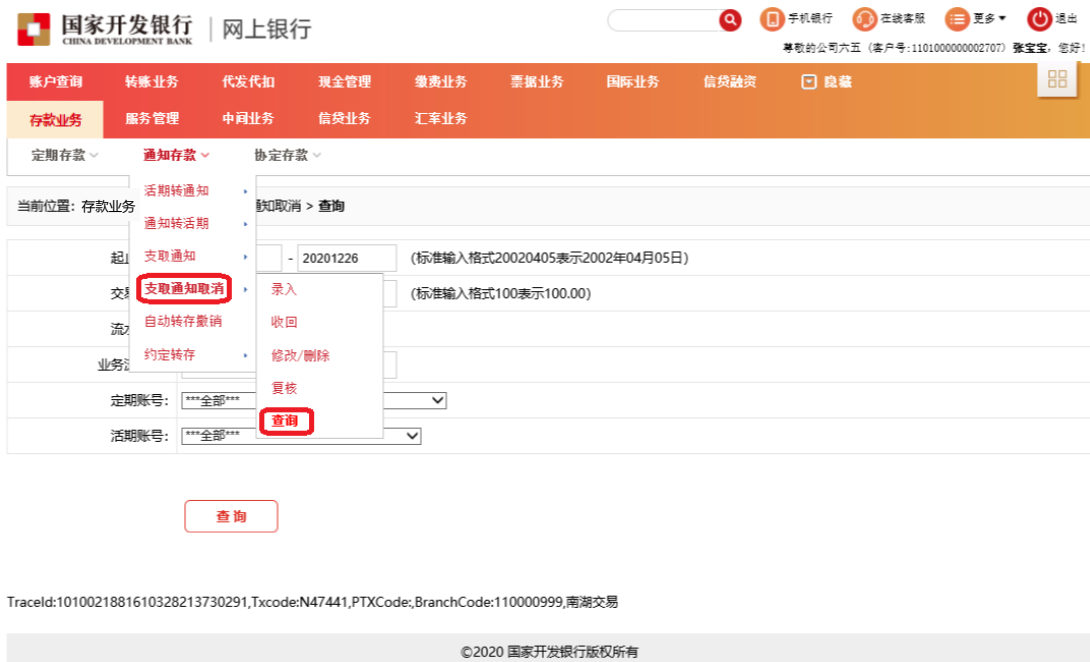 国家开发银行 网上银行 手机银行 在线客服 更多 退出
CHINA DEVELOPMENT BANK
尊敬的公司六五 (客户号:1101000000002707) 张宝宝, 您好!
账户查询 转账业务 代发代扣 现金管理 缴费业务 票据业务 国际业务 信贷融资 隐藏
存款业务 服务管理 中间业务 信贷业务 汇率业务
定期存款 通知存款 协定存款
活期转通知
当前位置: 存款业务 通知取消 > 查询
通知转活期
支取通知
- 20201226 (标准输入格式20020405表示2002年04月05日)
支取通知取消 录入
(标准输入格式100表示100.00)
自动转存撤销 收回
约定转存 修改/删除
复核
定期账号: ***全部***
查询
活期账号: ***全部***
查询
TraceId:1010021881610328213730291,Txcode:N47441,PTXCode:,BranchCode:110000999,南湖交易
©2020 国家开发银行版权所有